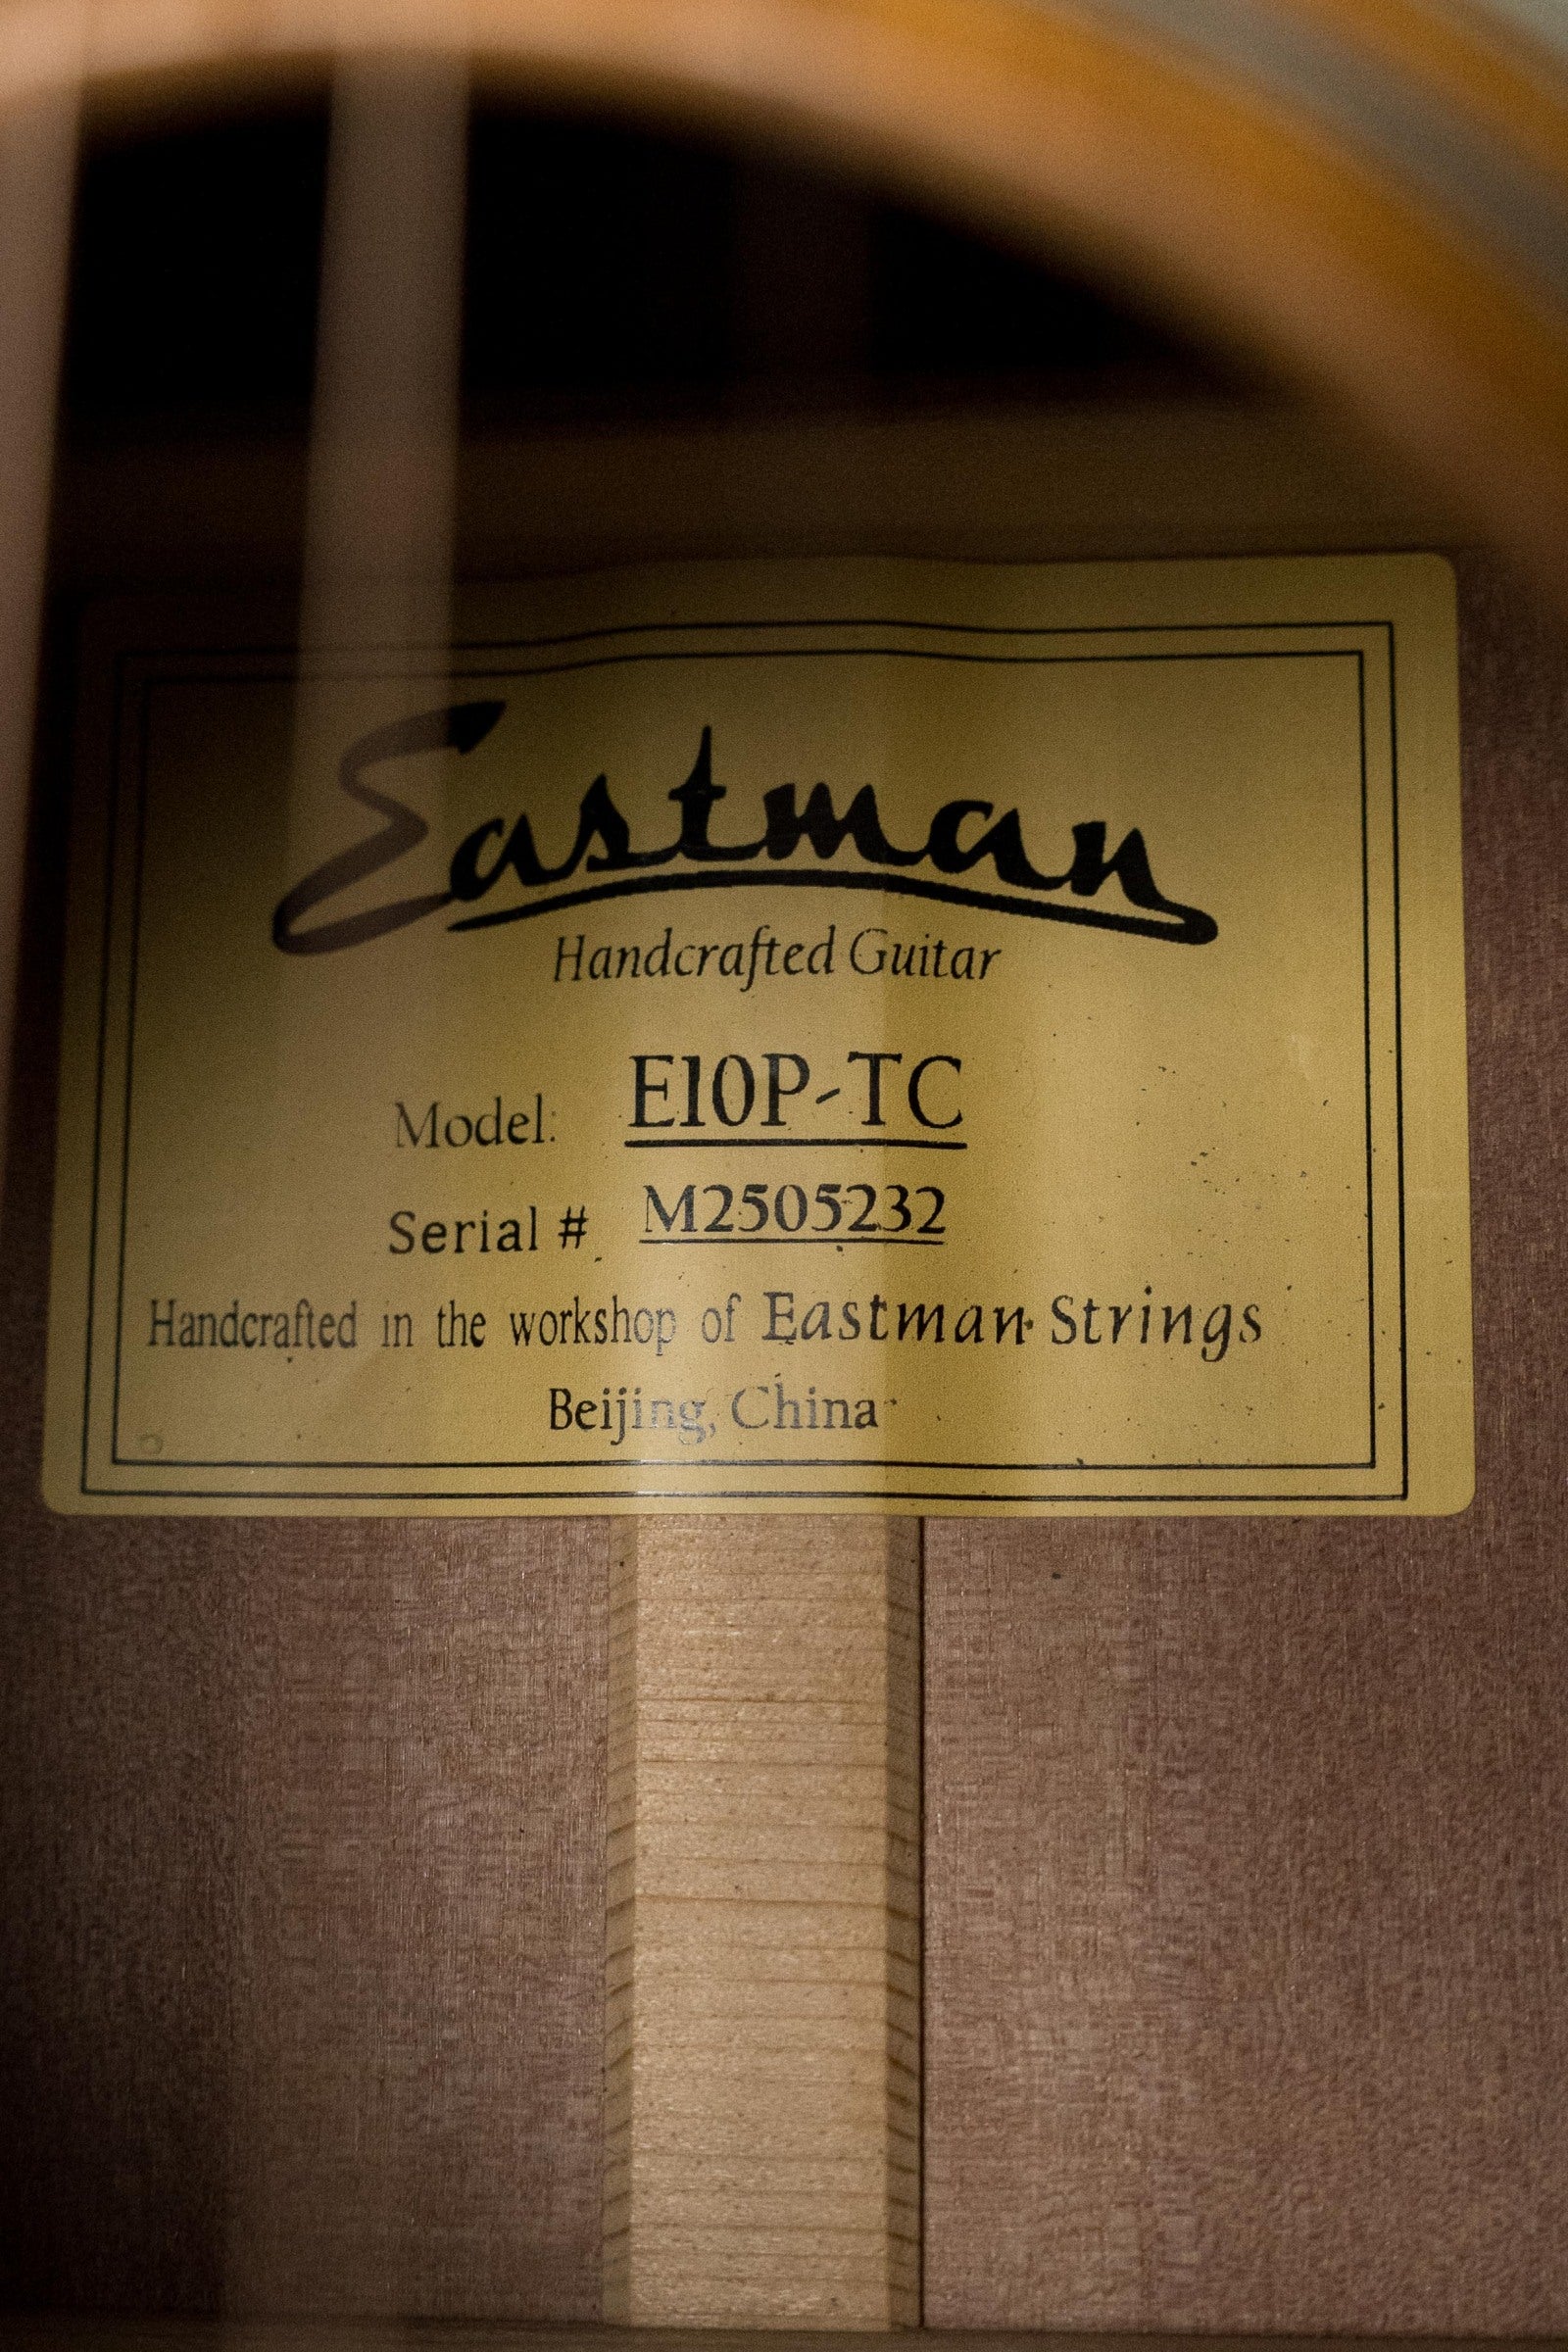 Eastman
Handcrafted Guitar
Model: E10P-TC
Serial # M2505232
Handcrafted in the workshop of Eastman Strings
Beijing, China